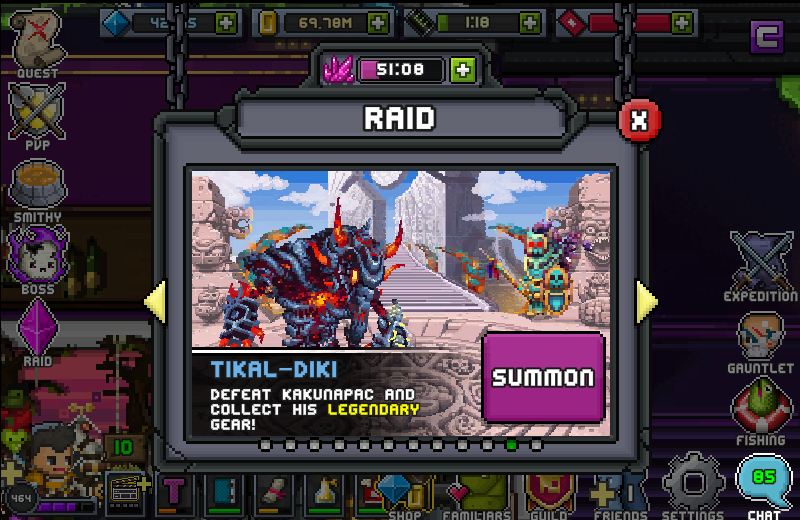 69.78M
1:18
51:08
RAID
X
QUEST
PVP
SMITHY
BOSS
RAID
EXPEDITION
GAUNTLET
FISHING
TIKAL-DIKI
DEFEAT KAKUNAPAC AND
COLLECT HIS LEGENDARY
GEAR!
SUMMON
10
464
SHOP
FAMILIARS
GUILD
FRIENDS
SETTINGS
85
CHAT